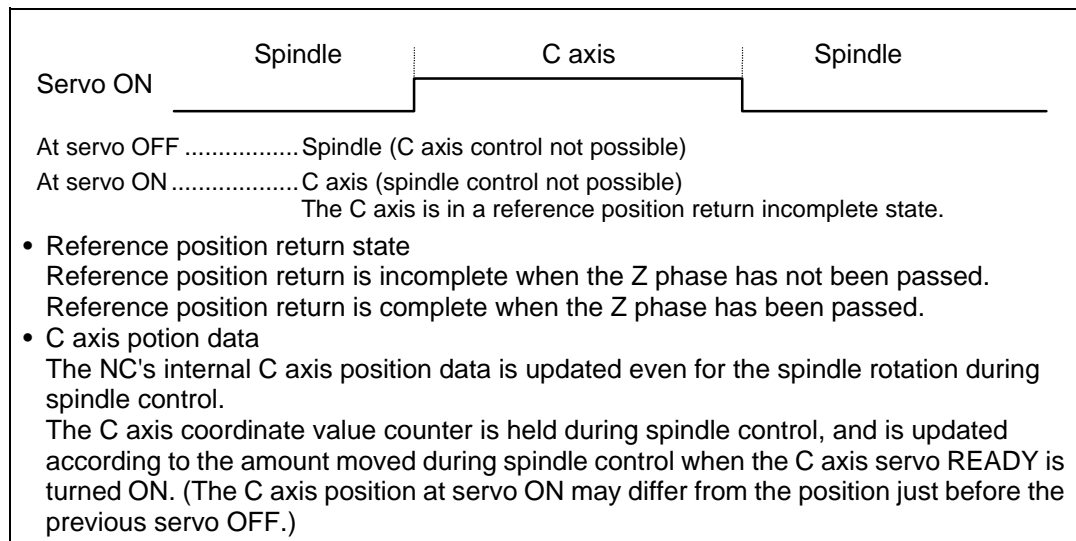 Spindle C axis Spindle
Servo ON
At servo OFF .................Spindle (C axis control not possible)
At servo ON...................C axis (spindle control not possible)
The C axis is in a reference position return incomplete state.
• Reference position return state
Reference position return is incomplete when the Z phase has not been passed.
Reference position return is complete when the Z phase has been passed.
• C axis potion data
The NC's internal C axis position data is updated even for the spindle rotation during
spindle control.
The C axis coordinate value counter is held during spindle control, and is updated
according to the amount moved during spindle control when the C axis servo READY is
turned ON. (The C axis position at servo ON may differ from the position just before the
previous servo OFF.)